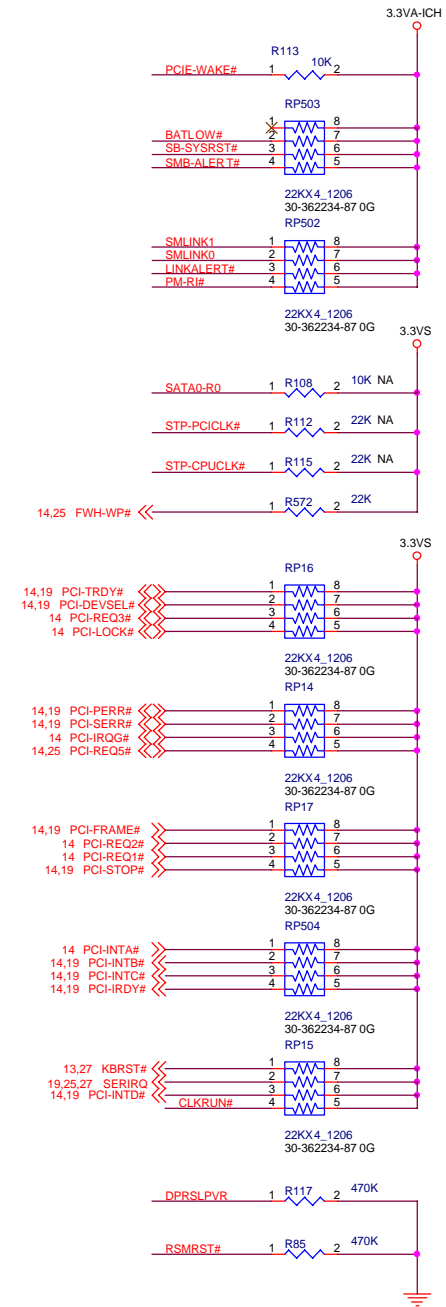 3.3VA-ICH
R113
PCIE-WAKE# 1 10K 2
RP503
1 8
BATLOW# 2 7
SB-SYSRST# 3 6
SMB-ALERT# 4 5
22KX4_1206
30-362234-87 0G
RP502
SMLINK1 1 8
SMLINK0 2 7
LINKALERT# 3 6
PM-RI# 4 5
22KX4_1206
30-362234-87 0G
3.3VS
SATA0-R0 1 R108 2 10K NA
STP-PCICLK# 1 R112 2 22K NA
STP-CPUCLK# 1 R115 2 22K NA
14,25 FWH-WP# 1 R572 2 22K
3.3VS
RP16
14,19 PCI-TRDY# 1 8
14,19 PCI-DEVSEL# 2 7
14 PCI-REQ3# 3 6
14 PCI-LOCK# 4 5
22KX4_1206
30-362234-87 0G
RP14
14,19 PCI-PERR# 1 8
14,19 PCI-SERR# 2 7
14 PCI-IRQG# 3 6
14,25 PCI-REQ5# 4 5
22KX4_1206
30-362234-87 0G
RP17
14,19 PCI-FRAME# 1 8
14 PCI-REQ2# 2 7
14 PCI-REQ1# 3 6
14,19 PCI-STOP# 4 5
22KX4_1206
30-362234-87 0G
RP504
14 PCI-INTA# 1 8
14,19 PCI-INTB# 2 7
14,19 PCI-INTC# 3 6
14,19 PCI-IRDY# 4 5
22KX4_1206
30-362234-87 0G
RP15
13,27 KBRST# 1 8
19,25,27 SERIRQ 2 7
14,19 PCI-INTD# 3 6
CLKRUN# 4 5
22KX4_1206
30-362234-87 0G
DPRSLPVR 1 R117 2 470K
RSMRST# 1 R85 2 470K